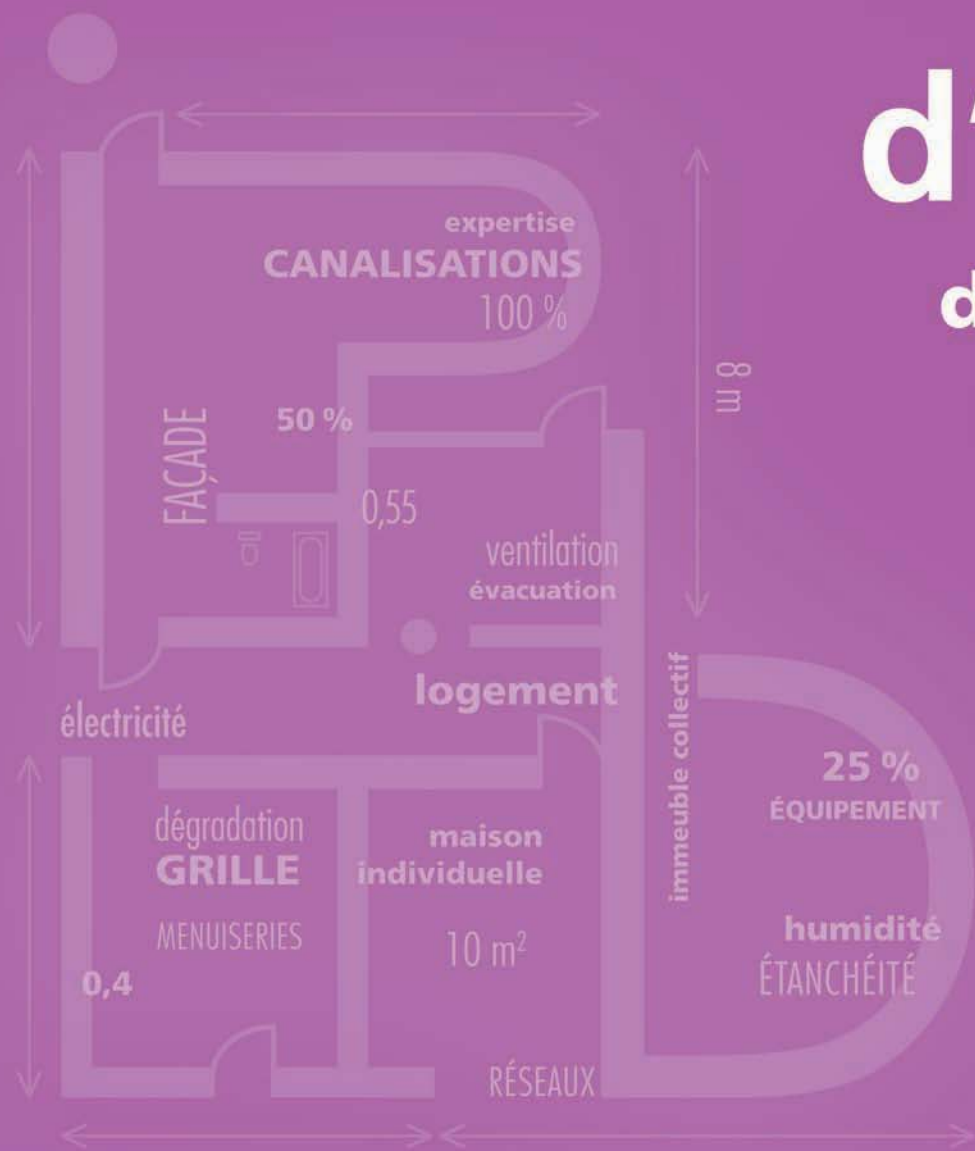 d'
d
expertise
CANALISATIONS
100 %
8 m
50 %
FAÇADE
0,55
ventilation
évacuation
logement
immeuble collectif
électricité
25 %
ÉQUIPEMENT
dégradation
GRILLE
maison
individuelle
MENUISERIES
10 m²
humidité
ÉTANCHÉITÉ
0,4
RÉSEAUX